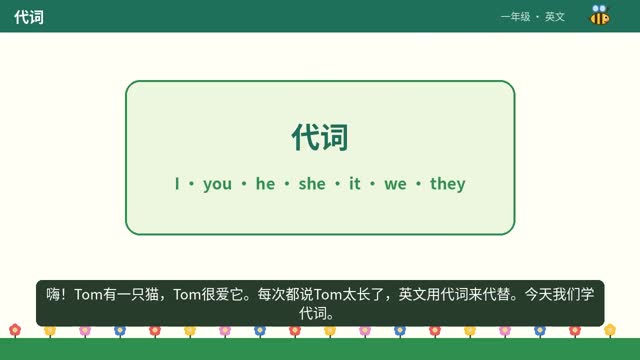 代词
一年级 · 英文
代词
I · you · he · she · it · we · they
嗨！Tom有一只猫，Tom很爱它。每次都说Tom太长了，英文用代词来代替。今天我们学
代词。